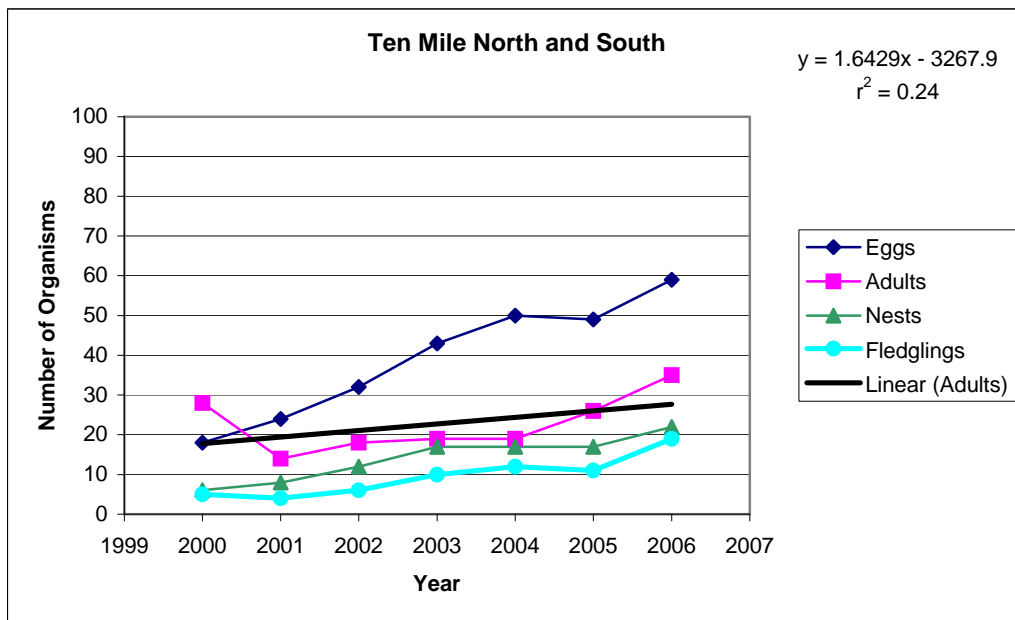 Ten Mile North and South
y = 1.6429x - 3267.9
r² = 0.24
100
90
80
70
60
50
40
30
20
10
0
Number of Organisms
1999 2000 2001 2002 2003 2004 2005 2006 2007
Year
Eggs
Adults
Nests
Fledglings
Linear (Adults)